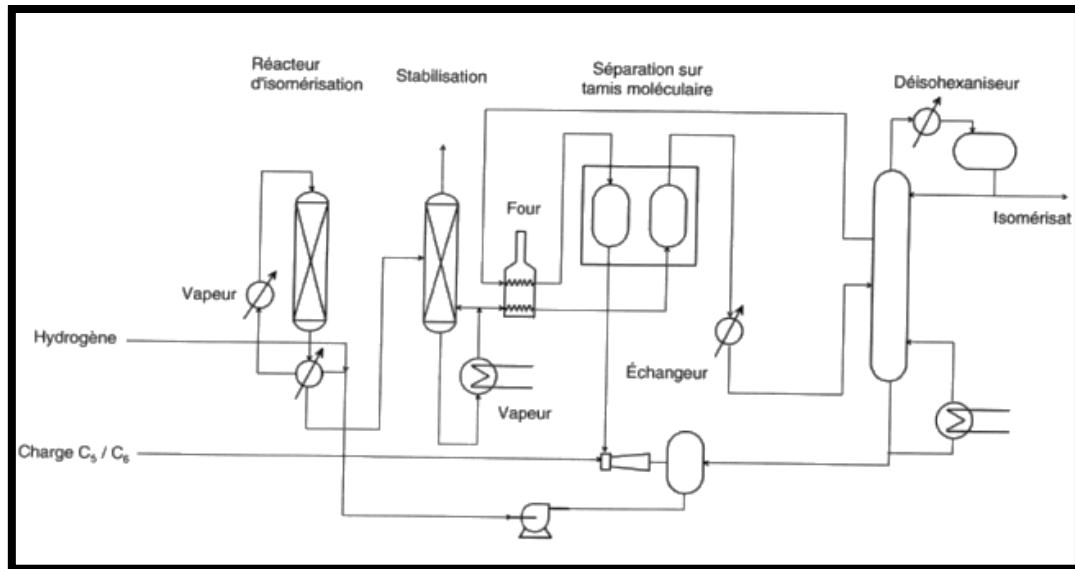 Réacteur
d'isomérisation
Stabilisation
Séparation sur
tamis moléculaire
Déisohexaniseur
Four
Isomérisat
Vapeur
Hydrogène
Échangeur
Vapeur
Charge C₅ / C₆